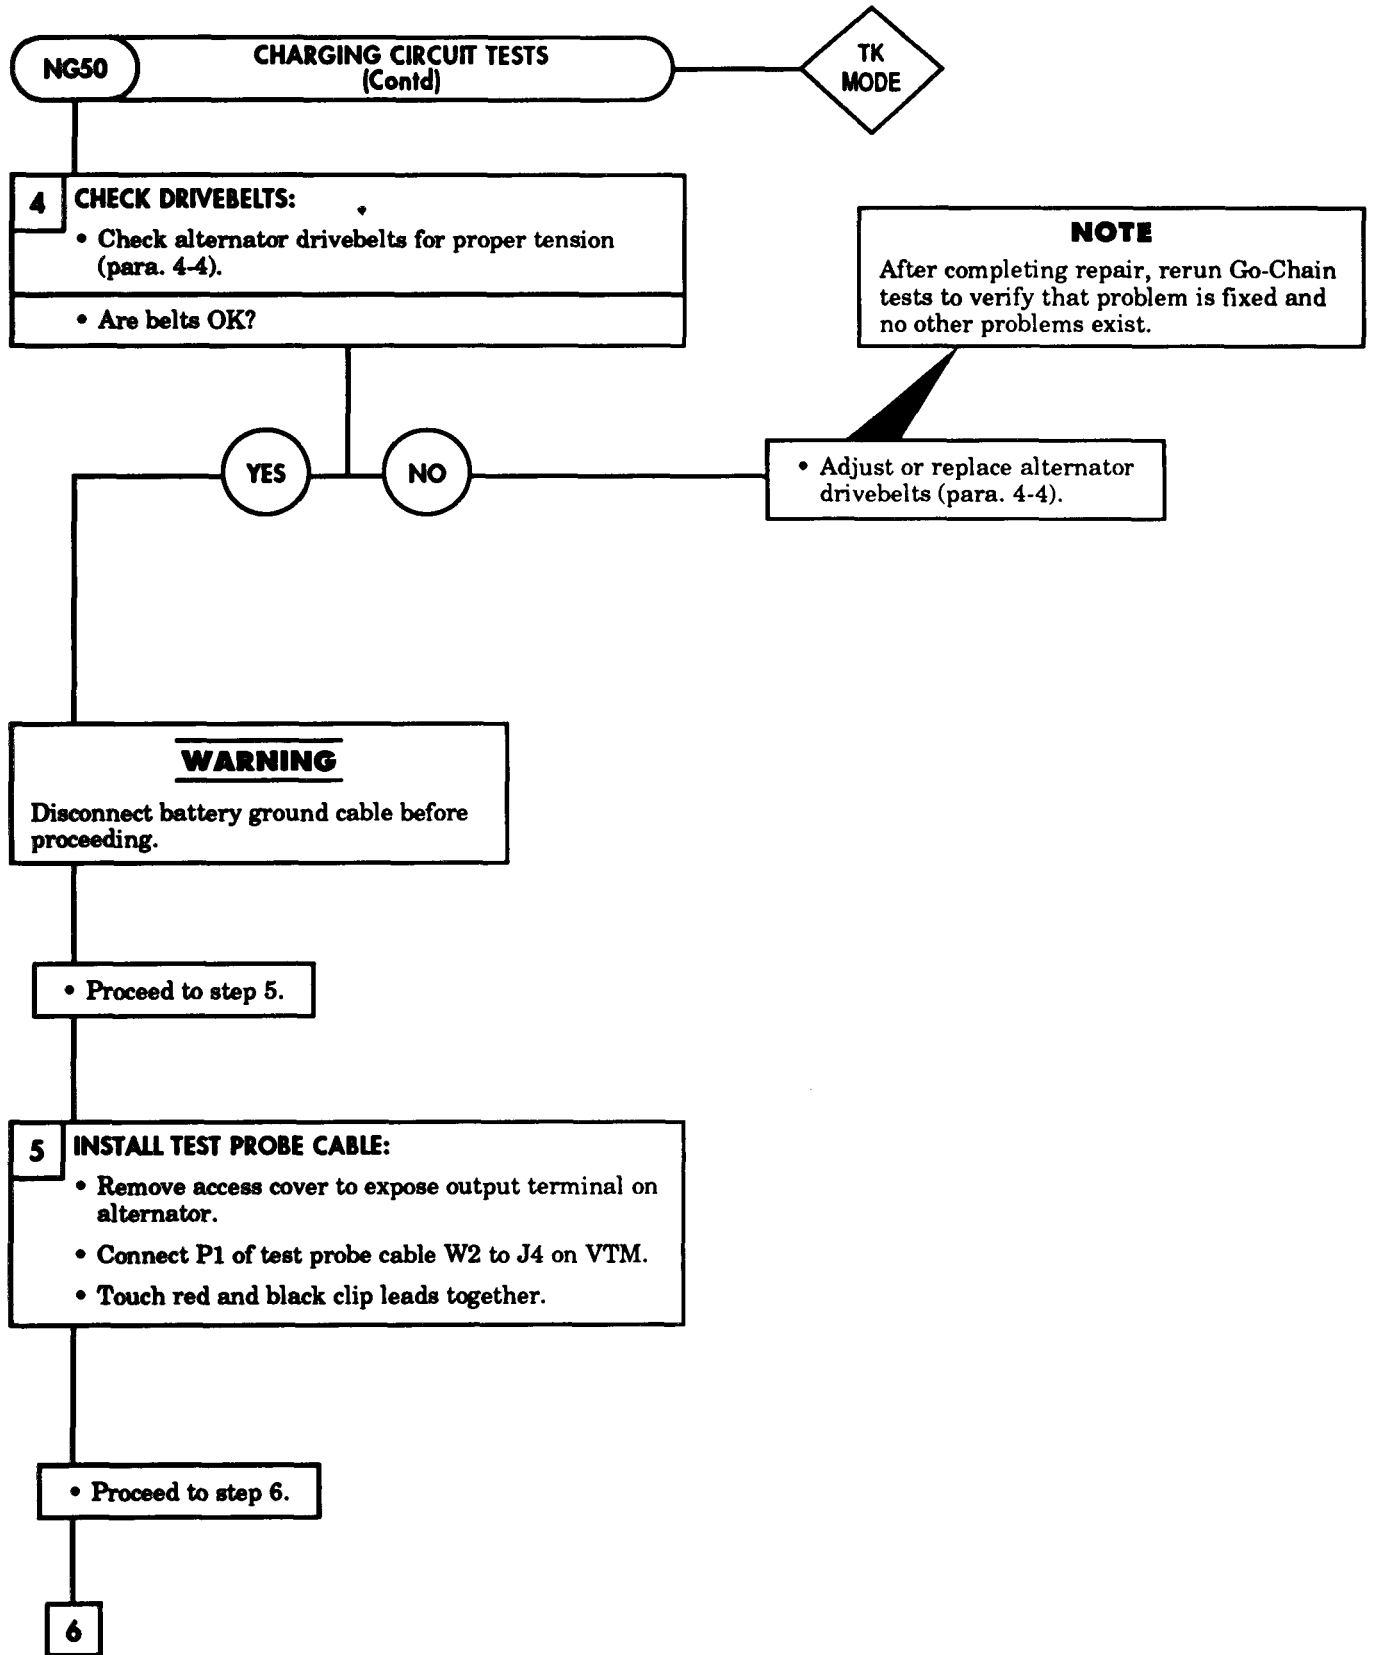 NG50
CHARGING CIRCUIT TESTS
(Contd)
TK
MODE
4
CHECK DRIVEBELTS:
• Check alternator drivebelts for proper tension
(para. 4-4).
• Are belts OK?
NOTE
After completing repair, rerun Go-Chain
tests to verify that problem is fixed and
no other problems exist.
YES
NO
• Adjust or replace alternator
drivebelts (para. 4-4).
WARNING
Disconnect battery ground cable before
proceeding.
• Proceed to step 5.
5
INSTALL TEST PROBE CABLE:
• Remove access cover to expose output terminal on
alternator.
• Connect P1 of test probe cable W2 to J4 on VTM.
• Touch red and black clip leads together.
• Proceed to step 6.
6